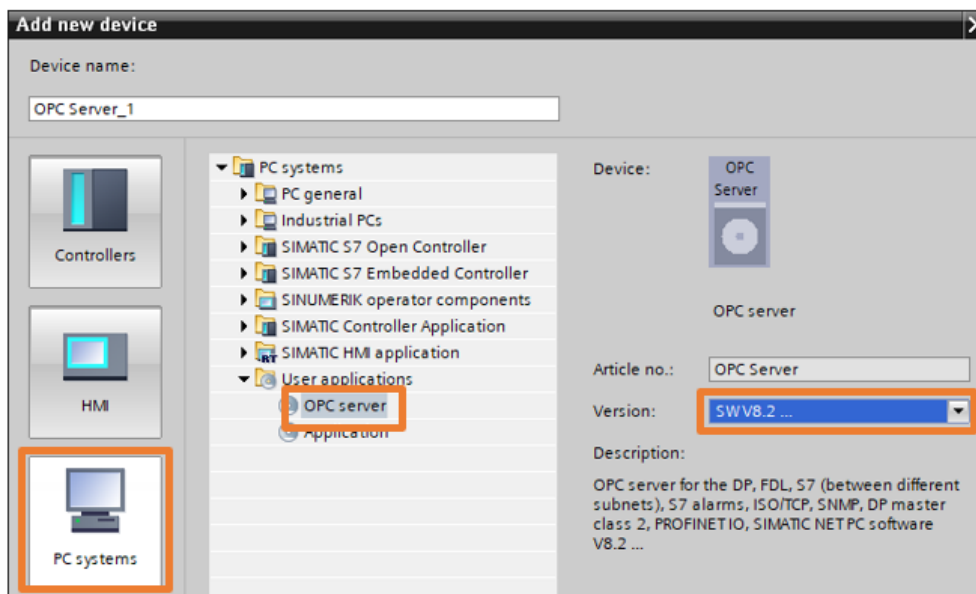 Add new device
Device name:
OPC Server_1
Controllers
HMI
PC systems
PC systems
PC general
Industrial PCs
SIMATIC S7 Open Controller
SIMATIC S7 Embedded Controller
SINUMERIK operator components
SIMATIC Controller Application
RT
SIMATIC HMI application
User applications
OPC server
Application
Device:
OPC
Server
OPC server
Article no.:
OPC Server
Version:
SW V8.2 ...
Description:
OPC server for the DP, FDL, S7 (between different
subnets), S7 alarms, ISO/TCP, SNMP, DP master
class 2, PROFINET IO, SIMATIC NET PC software
V8.2 ...